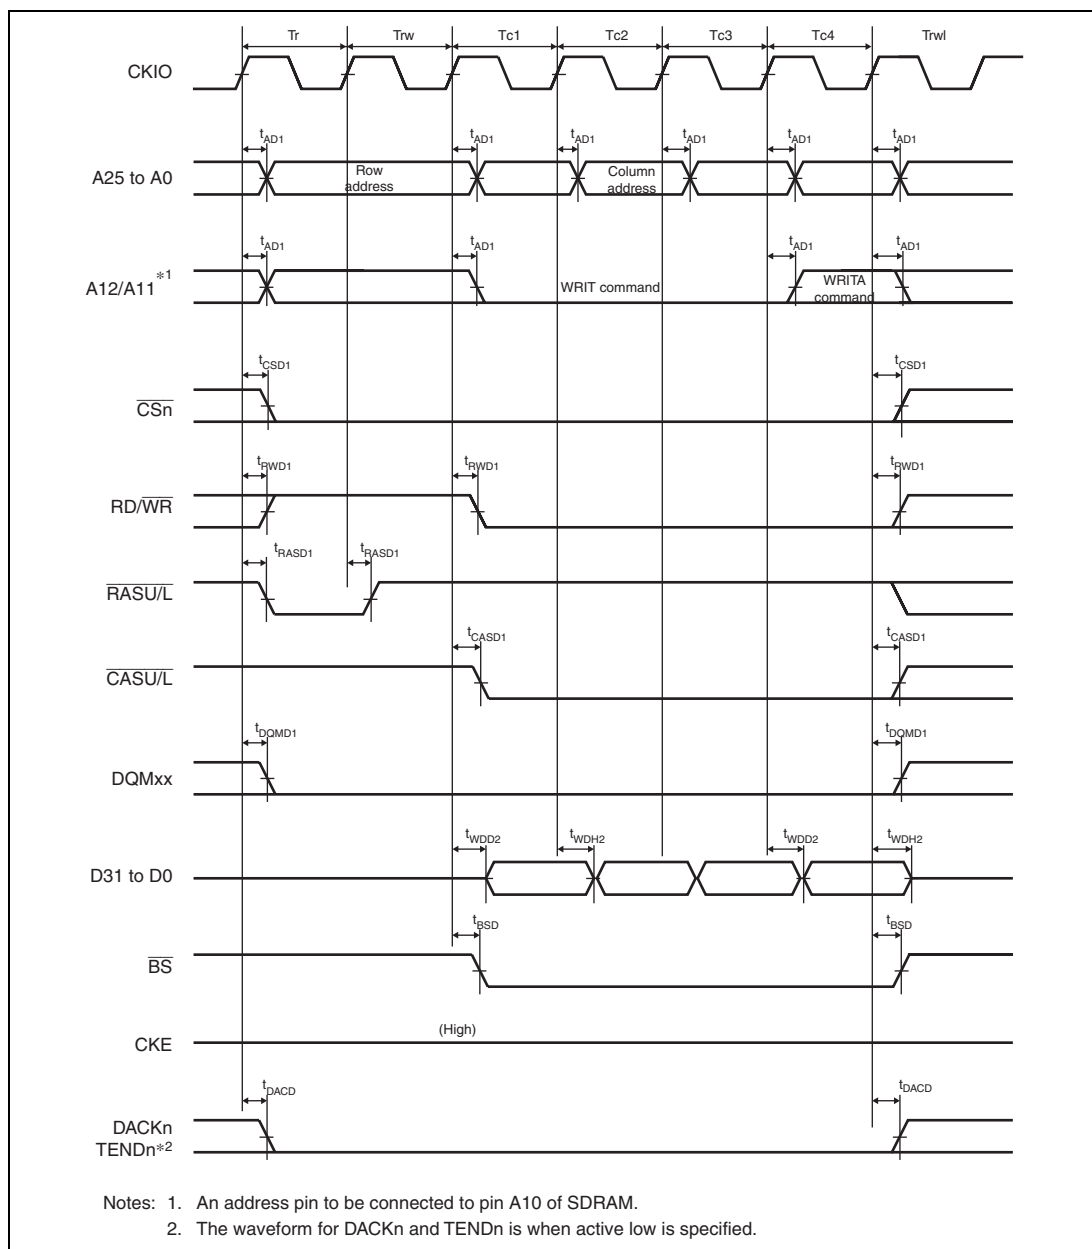 Tr Trw Tc1 Tc2 Tc3 Tc4 Trwl
CKIO
tAD1 tAD1 tAD1 tAD1 tAD1 tAD1
A25 to A0
Row
address
Column
address
tAD1 tAD1 tAD1 tAD1
A12/A11*1
WRIT command
WRITA
command
tCSD1 tCSD1
CSn
tRWD1 tRWD1 tRWD1
RD/WR
tRASD1 tRASD1
RASU/L
tCASD1 tCASD1
CASU/L
tDQMD1 tDQMD1
DQMxx
tWDD2 tWDH2 tWDD2 tWDH2
D31 to D0
tBSD tBSD
BS
(High)
CKE
tDACD tDACD
DACKn
TENDn*2
Notes: 1. An address pin to be connected to pin A10 of SDRAM.
2. The waveform for DACKn and TENDn is when active low is specified.